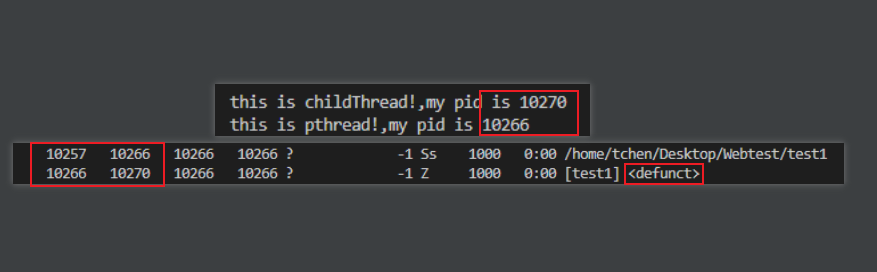 this is childThread!,my pid is 10270
this is pthread!,my pid is 10266
10257 10266 10266 10266 ? -1 Ss 1000 0:00 /home/tchen/Desktop/Webtest/test1
10266 10270 10266 10266 ? -1 Z 1000 0:00 [test1] <defunct>